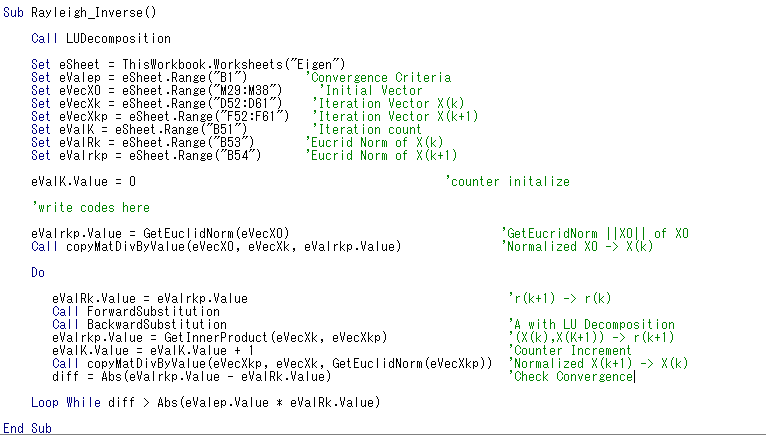 Sub Rayleigh_Inverse()
Call LUDecomposition
Set eSheet = ThisWorkbook.Worksheets("Eigen")
Set eValep = eSheet.Range("B1") 'Convergence Criteria
Set eVecX0 = eSheet.Range("M29:M38") 'Initial Vector
Set eVecXk = eSheet.Range("D52:D61") 'Iteration Vector X(k)
Set eVecXkp = eSheet.Range("F52:F61") 'Iteration Vector X(k+1)
Set eValK = eSheet.Range("B51") 'Iteration count
Set eValRk = eSheet.Range("B53") 'Eucrid Norm of X(k)
Set eValrkp = eSheet.Range("B54") 'Eucrid Norm of X(k+1)
eValK.Value = 0 'counter initalize
'write codes here
eValrkp.Value = GetEuclidNorm(eVecX0) 'GetEucridNorm ||X0|| of X0
Call copyMatDivByValue(eVecX0, eVecXk, eValrkp.Value) 'Normalized X0 -> X(k)
Do
eValRk.Value = eValrkp.Value 'r(k+1) -> r(k)
Call ForwardSubstitution
Call BackwardSubstitution 'A with LU Decomposition
eValrkp.Value = GetInnerProduct(eVecXk, eVecXkp) '(X(k),X(K+1)) -> r(k+1)
eValK.Value = eValK.Value + 1 'Counter Increment
Call copyMatDivByValue(eVecXkp, eVecXk, GetEuclidNorm(eVecXkp)) 'Normalized X(k+1) -> X(k)
diff = Abs(eValrkp.Value - eValRk.Value) 'Check Convergence
Loop While diff > Abs(eValep.Value * eValRk.Value)
End Sub